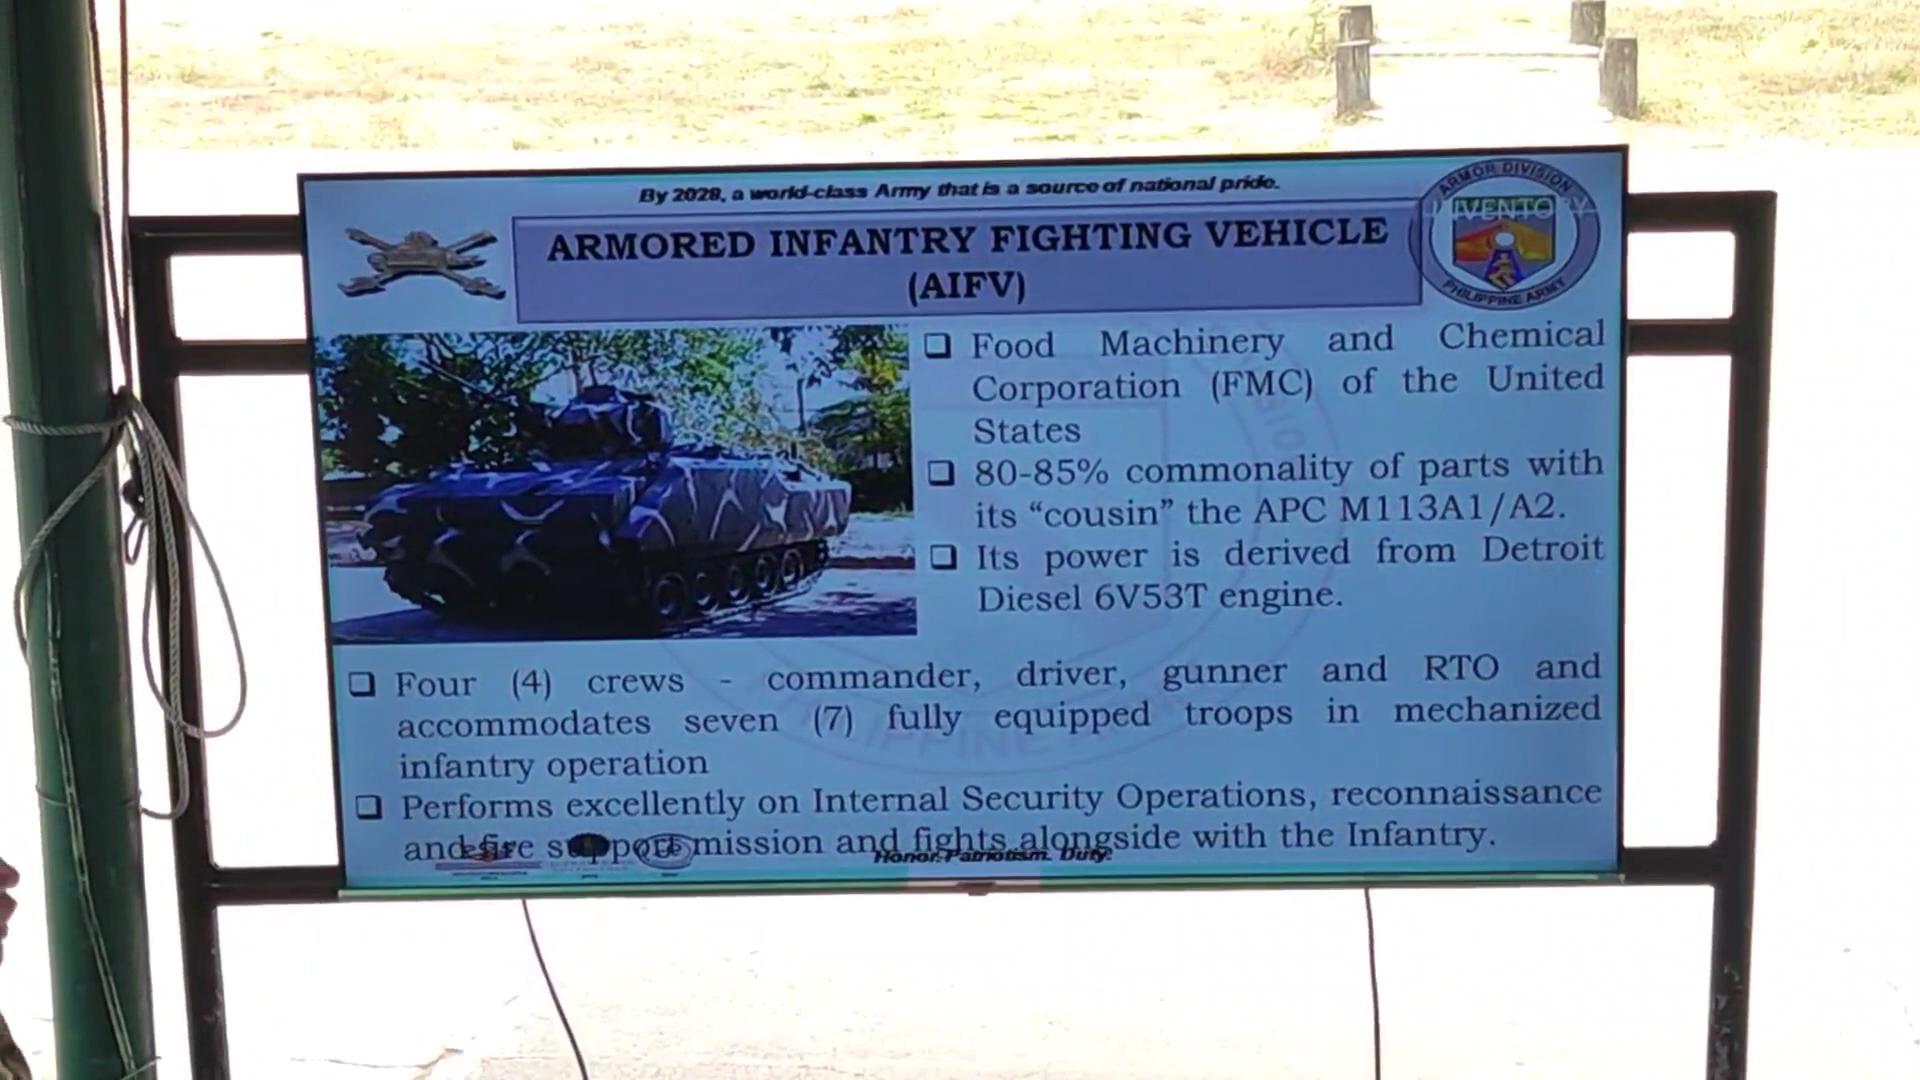 By 2028, a world-class Army that is a source of national pride.
ARMOR DIVISION
INVENTORY
PHILIPPINE ARMY
ARMORED INFANTRY FIGHTING VEHICLE
(AIFV)
❑ Food Machinery and Chemical
Corporation (FMC) of the United
States
❑ 80-85% commonality of parts with
its “cousin” the APC M113A1/A2.
❑ Its power is derived from Detroit
Diesel 6V53T engine.
❑ Four (4) crews - commander, driver, gunner and RTO and
accommodates seven (7) fully equipped troops in mechanized
infantry operation
❑ Performs excellently on Internal Security Operations, reconnaissance
and fire support mission and fights alongside with the Infantry.
Honor. Patriotism. Duty.